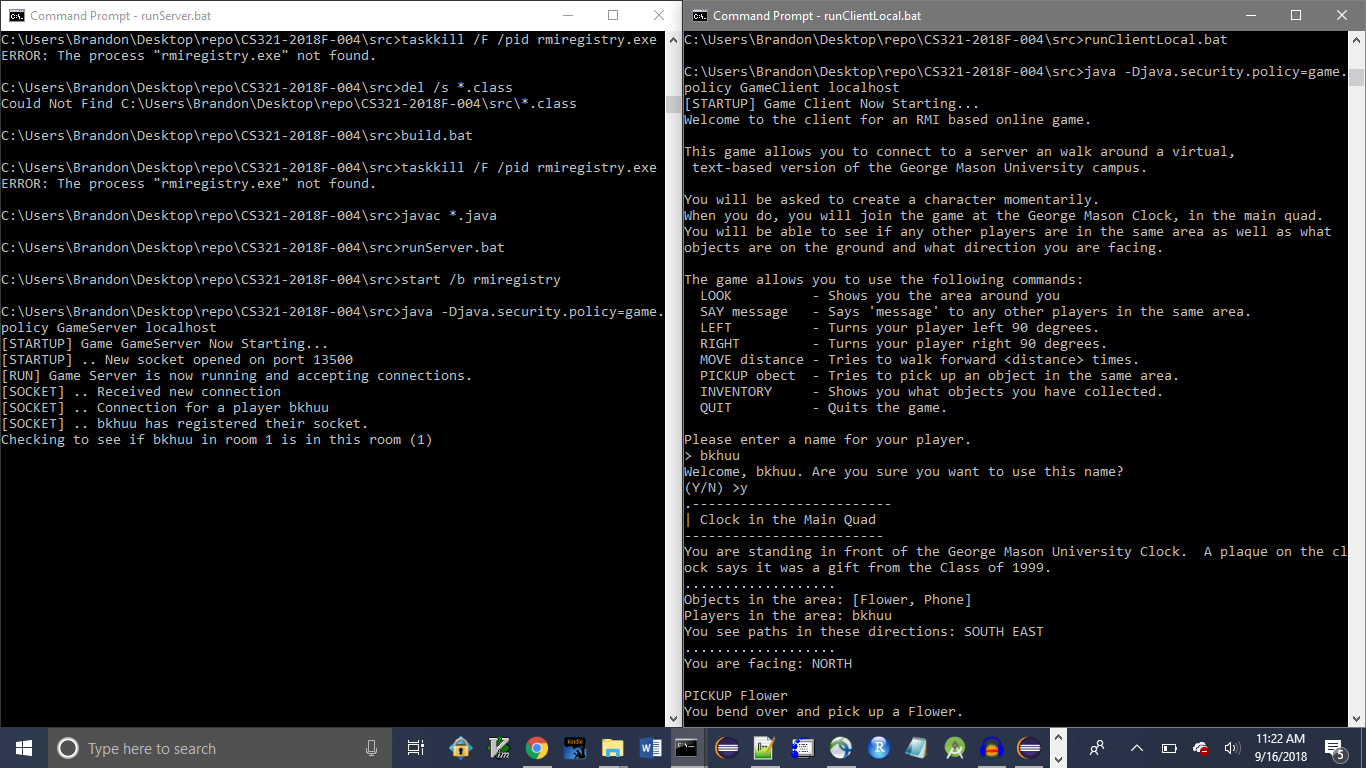 Command Prompt - runServer.bat
C:\Users\Brandon\Desktop\repo\CS321-2018F-004\src>taskkill /F /pid rmiregistry.exe
ERROR: The process "rmiregistry.exe" not found.
C:\Users\Brandon\Desktop\repo\CS321-2018F-004\src>del /s *.class
Could Not Find C:\Users\Brandon\Desktop\repo\CS321-2018F-004\src\*.class
C:\Users\Brandon\Desktop\repo\CS321-2018F-004\src>build.bat
C:\Users\Brandon\Desktop\repo\CS321-2018F-004\src>taskkill /F /pid rmiregistry.exe
ERROR: The process "rmiregistry.exe" not found.
C:\Users\Brandon\Desktop\repo\CS321-2018F-004\src>javac *.java
C:\Users\Brandon\Desktop\repo\CS321-2018F-004\src>runServer.bat
C:\Users\Brandon\Desktop\repo\CS321-2018F-004\src>start /b rmiregistry
C:\Users\Brandon\Desktop\repo\CS321-2018F-004\src>java -Djava.security.policy=game.
policy GameServer localhost
[STARTUP] Game GameServer Now Starting...
[STARTUP] .. New socket opened on port 13500
[RUN] Game Server is now running and accepting connections.
[SOCKET] .. Received new connection
[SOCKET] .. Connection for a player bkhuu
[SOCKET] .. bkhuu has registered their socket.
Checking to see if bkhuu in room 1 is in this room (1)
Command Prompt - runClientLocal.bat
C:\Users\Brandon\Desktop\repo\CS321-2018F-004\src>runClientLocal.bat
C:\Users\Brandon\Desktop\repo\CS321-2018F-004\src>java -Djava.security.policy=game.
policy GameClient localhost
[STARTUP] Game Client Now Starting...
Welcome to the client for an RMI based online game.
This game allows you to connect to a server an walk around a virtual,
 text-based version of the George Mason University campus.
You will be asked to create a character momentarily.
When you do, you will join the game at the George Mason Clock, in the main quad.
You will be able to see if any other players are in the same area as well as what
objects are on the ground and what direction you are facing.
The game allows you to use the following commands:
  LOOK          - Shows you the area around you
  SAY message   - Says 'message' to any other players in the same area.
  LEFT          - Turns your player left 90 degrees.
  RIGHT         - Turns your player right 90 degrees.
  MOVE distance - Tries to walk forward <distance> times.
  PICKUP obect  - Tries to pick up an object in the same area.
  INVENTORY     - Shows you what objects you have collected.
  QUIT          - Quits the game.
Please enter a name for your player.
> bkhuu
Welcome, bkhuu. Are you sure you want to use this name?
(Y/N) >y
.-------------------------
| Clock in the Main Quad
-------------------------
You are standing in front of the George Mason University Clock.  A plaque on the cl
ock says it was a gift from the Class of 1999.
...................
Objects in the area: [Flower, Phone]
Players in the area: bkhuu
You see paths in these directions: SOUTH EAST
...................
You are facing: NORTH
PICKUP Flower
You bend over and pick up a Flower.
Type here to search
kindle
11:22 AM
9/16/2018
5